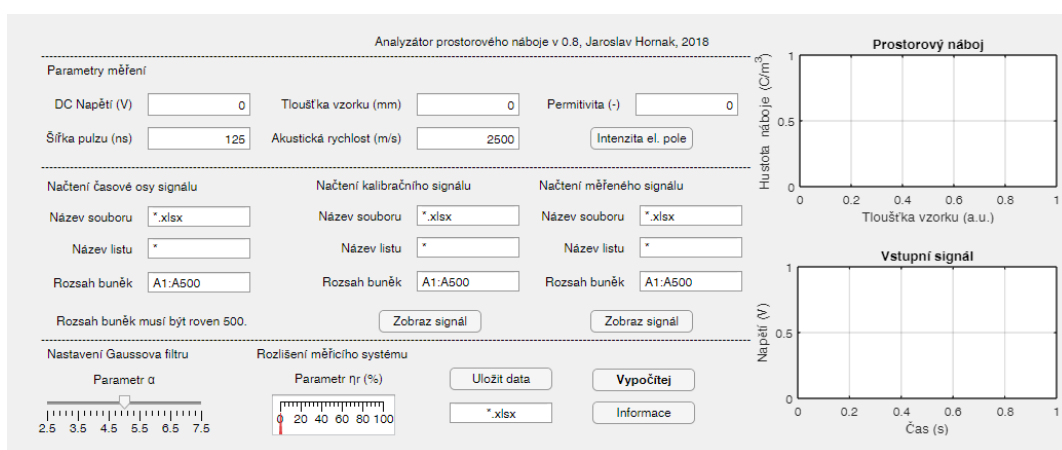 Analyzátor prostorového náboje v 0.8, Jaroslav Hornak, 2018
Parametry měření
DC Napětí (V) 0 Tloušťka vzorku (mm) 0 Permitivita (-) 0
Šířka pulzu (ns) 125 Akustická rychlost (m/s) 2500 Intenzita el. pole
Načtení časové osy signálu Načtení kalibračního signálu Načtení měřeného signálu
Název souboru *.xlsx Název souboru *.xlsx Název souboru *.xlsx
Název listu * Název listu * Název listu *
Rozsah buněk A1:A500 Rozsah buněk A1:A500 Rozsah buněk A1:A500
Rozsah buněk musí být roven 500. Zobraz signál Zobraz signál
Nastavení Gaussova filtru Rozlišení měřicího systému
Parametr α Parametr ηr (%) Uložit data Vypočítej
2.5 3.5 4.5 5.5 6.5 7.5 0 20 40 60 80 100 *.xlsx Informace
Prostorový náboj
Hustota náboje (C/m³)
1
0.5
0
0 0.2 0.4 0.6 0.8 1
Tloušťka vzorku (a.u.)
Vstupní signál
Napětí (V)
1
0.5
0
0 0.2 0.4 0.6 0.8 1
Čas (s)